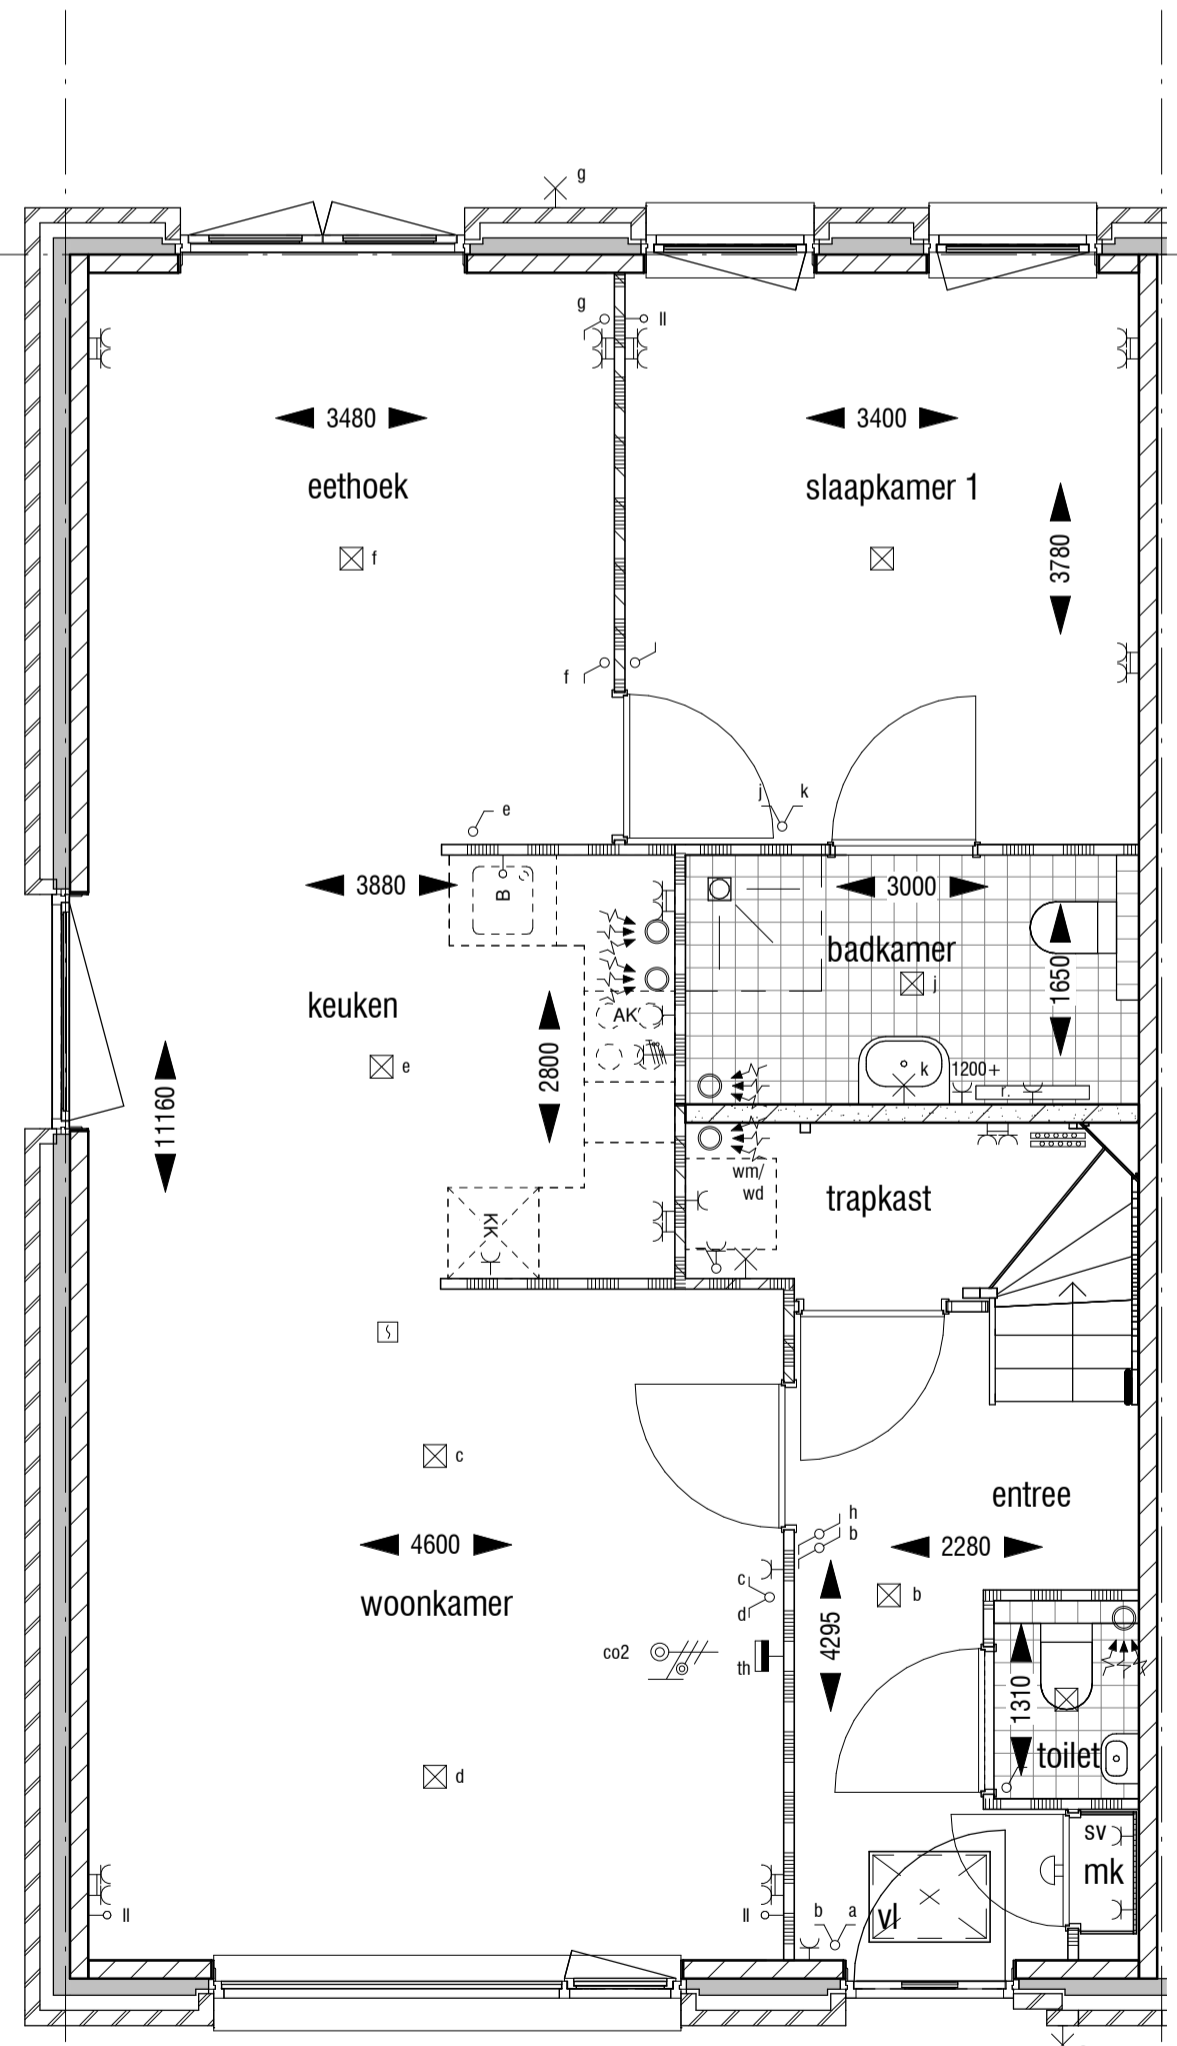 g
g
ll
3480
3400
eethoek
slaapkamer 1
f
3780
f
j k
e
3880
B
3000
badkamer
1650
j
keuken
AK
e
2800
k 1200+
r.
11160
wm/
wd
trapkast
KK
c
entree
h
b
4600
2280
c
b
woonkamer
d
4295
co2
th
1310
toilet
d
sv
mk
ll
ll
b a
vl